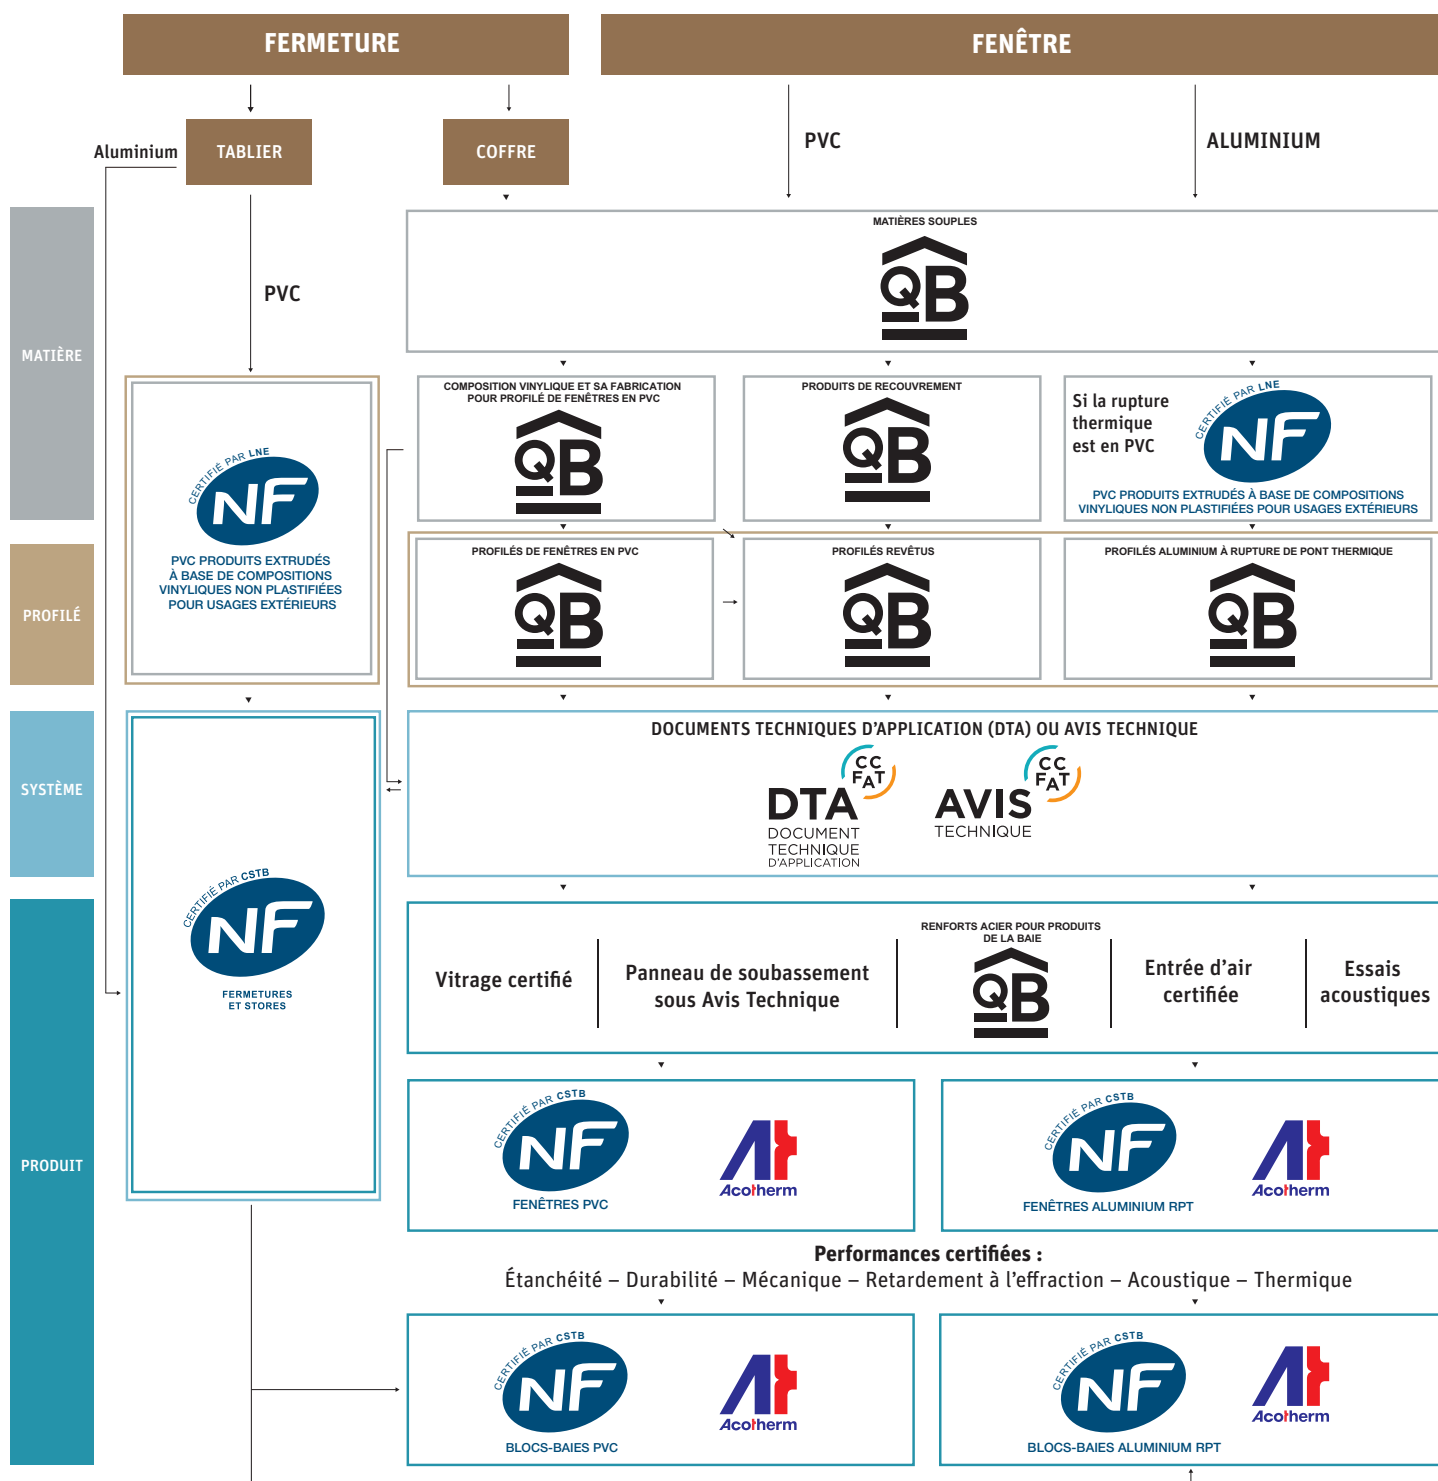 FERMETURE
FENÊTRE
Aluminium
TABLIER
COFFRE
PVC
ALUMINIUM
MATIÈRE
PVC
MATIÈRES SOUPLES
QB
COMPOSITION VINYLIQUE ET SA FABRICATION
POUR PROFILÉ DE FENÊTRES EN PVC
QB
PRODUITS DE RECOUVREMENT
QB
Si la rupture
thermique
est en PVC
CERTIFIÉ PAR LNE
NF
PVC PRODUITS EXTRUDÉS À BASE DE COMPOSITIONS
VINYLIQUES NON PLASTIFIÉES POUR USAGES EXTÉRIEURS
CERTIFIÉ PAR LNE
NF
PVC PRODUITS EXTRUDÉS
À BASE DE COMPOSITIONS
VINYLIQUES NON PLASTIFIÉES
POUR USAGES EXTÉRIEURS
PROFILÉ
PROFILÉS DE FENÊTRES EN PVC
QB
PROFILÉS REVÊTUS
QB
PROFILÉS ALUMINIUM À RUPTURE DE PONT THERMIQUE
QB
SYSTÈME
DOCUMENTS TECHNIQUES D'APPLICATION (DTA) OU AVIS TECHNIQUE
CC
FAT
DTA
DOCUMENT
TECHNIQUE
D'APPLICATION
CC
FAT
AVIS
TECHNIQUE
CERTIFIÉ PAR CSTB
NF
FERMETURES
ET STORES
PRODUIT
Vitrage certifié
Panneau de soubassement
sous Avis Technique
RENFORTS ACIER POUR PRODUITS
DE LA BAIE
QB
Entrée d'air
certifiée
Essais
acoustiques
CERTIFIÉ PAR CSTB
NF
FENÊTRES PVC
Acotherm
CERTIFIÉ PAR CSTB
NF
FENÊTRES ALUMINIUM RPT
Acotherm
Performances certifiées :
Étanchéité – Durabilité – Mécanique – Retardement à l'effraction – Acoustique – Thermique
CERTIFIÉ PAR CSTB
NF
BLOCS-BAIES PVC
Acotherm
CERTIFIÉ PAR CSTB
NF
BLOCS-BAIES ALUMINIUM RPT
Acotherm